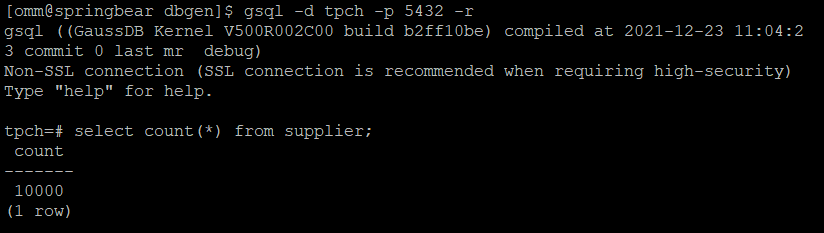 [omm@springbear dbgen]$ gsql -d tpch -p 5432 -r
gsql ((GaussDB Kernel V500R002C00 build b2ff10be) compiled at 2021-12-23 11:04:2
3 commit 0 last mr  debug)
Non-SSL connection (SSL connection is recommended when requiring high-security)
Type "help" for help.

tpch=# select count(*) from supplier;
 count
-------
 10000
(1 row)